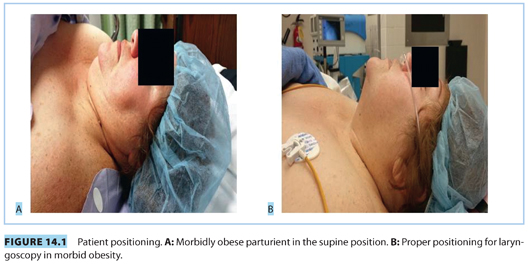 A
B
FIGURE 14.1 Patient positioning. A: Morbidly obese parturient in the supine position. B: Proper positioning for laryn-
goscopy in morbid obesity.